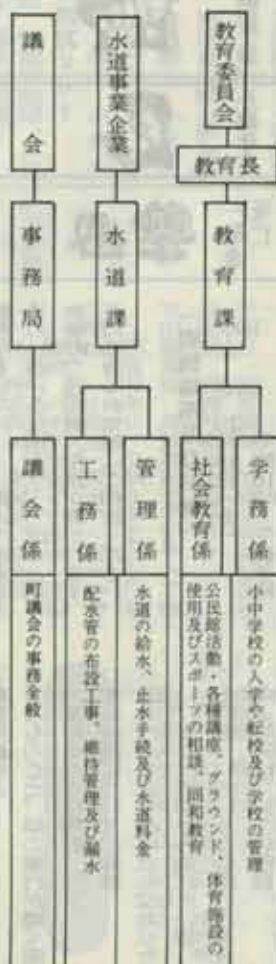 教育委員会
教育長
教育課
学務係
小中学校の入学や転校及び学校の管理
社会教育係
公民館活動・各種講座、グラウンド、体育施設の
使用及びスポーツの相談、同和教育
水道事業企業
水道課
管理係
水道の給水、止水手続及び水道料金
工務係
配水管の布設工事、維持管理及び漏水
議会
事務局
議会係
町議会の事務全般